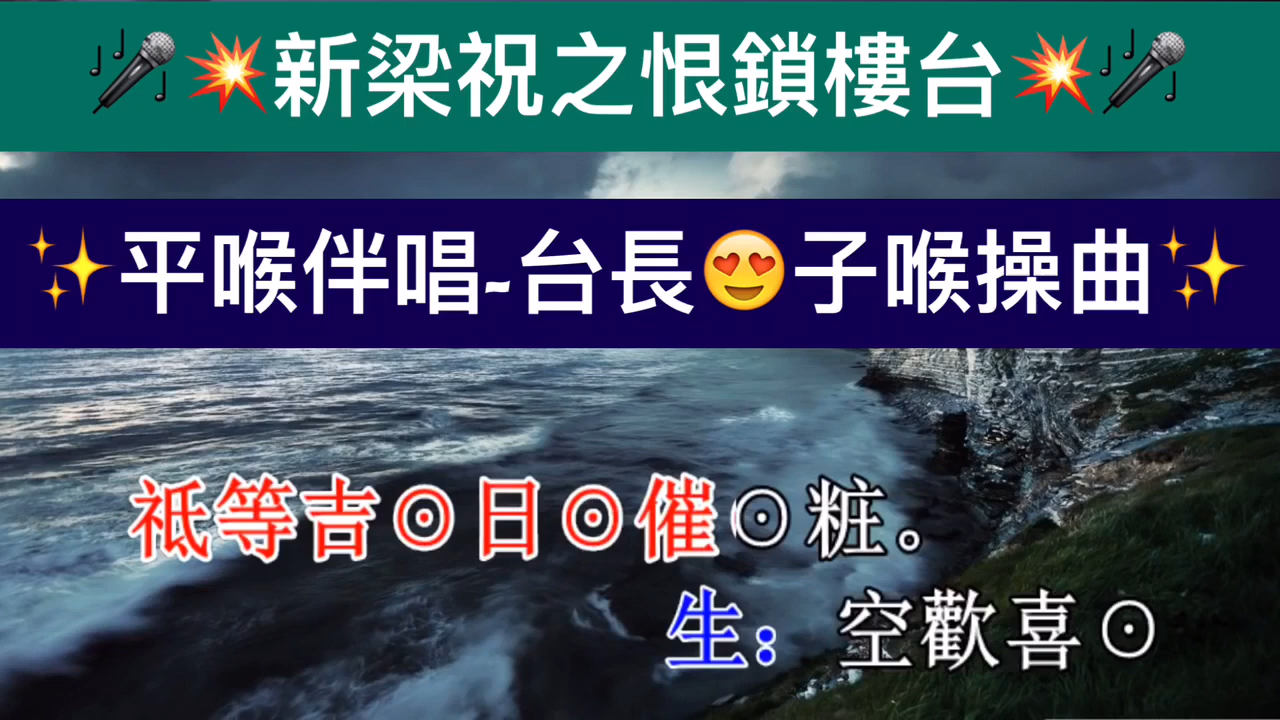 🎤💥新梁祝之恨鎖樓台💥🎤
✨平喉伴唱-台長😍子喉操曲✨
祗等吉⊙日⊙催⊙粧。
生：空歡喜⊙